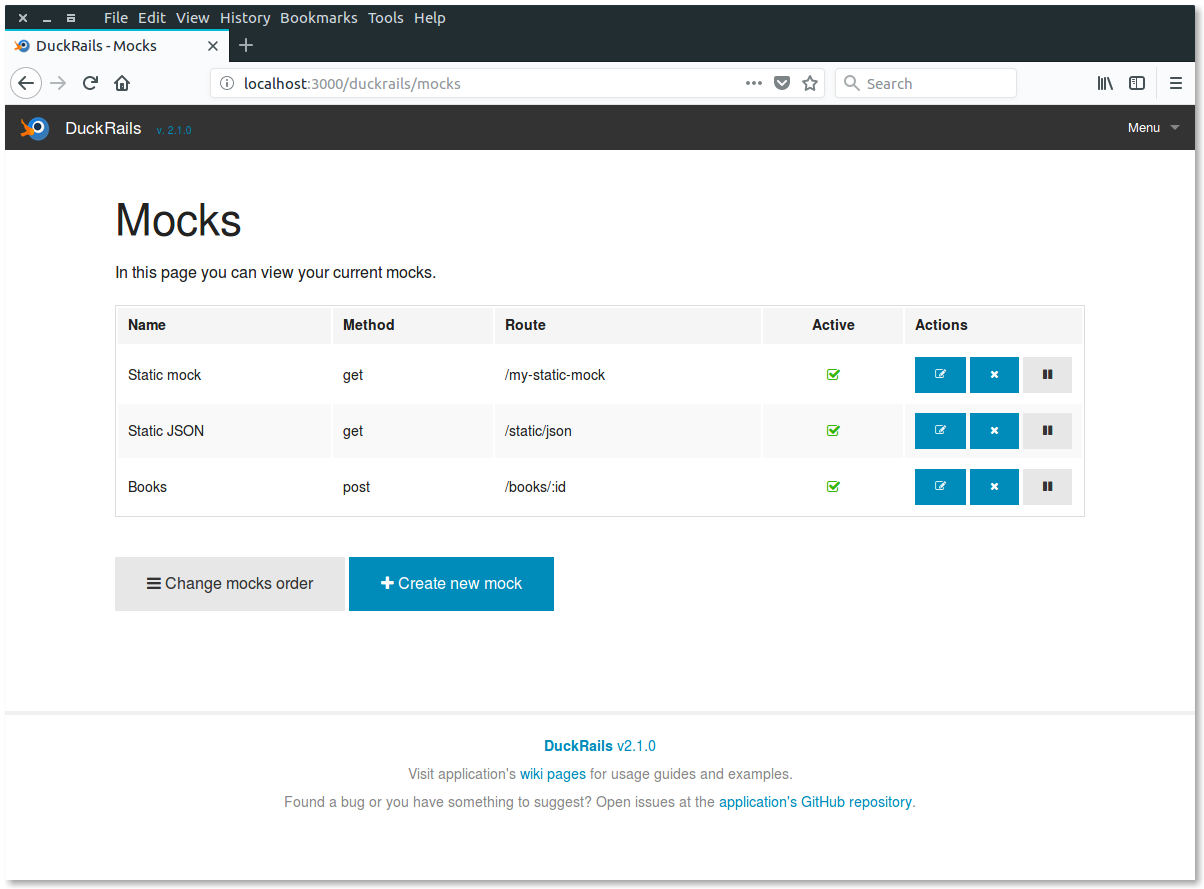 File Edit View History Bookmarks Tools Help
DuckRails - Mocks
localhost:3000/duckrails/mocks
Search
DuckRails v. 2.1.0 Menu
Mocks
In this page you can view your current mocks.
Name Method Route Active Actions
Static mock get /my-static-mock
Static JSON get /static/json
Books post /books/:id
Change mocks order Create new mock
DuckRails v2.1.0
Visit application's wiki pages for usage guides and examples.
Found a bug or you have something to suggest? Open issues at the application's GitHub repository.